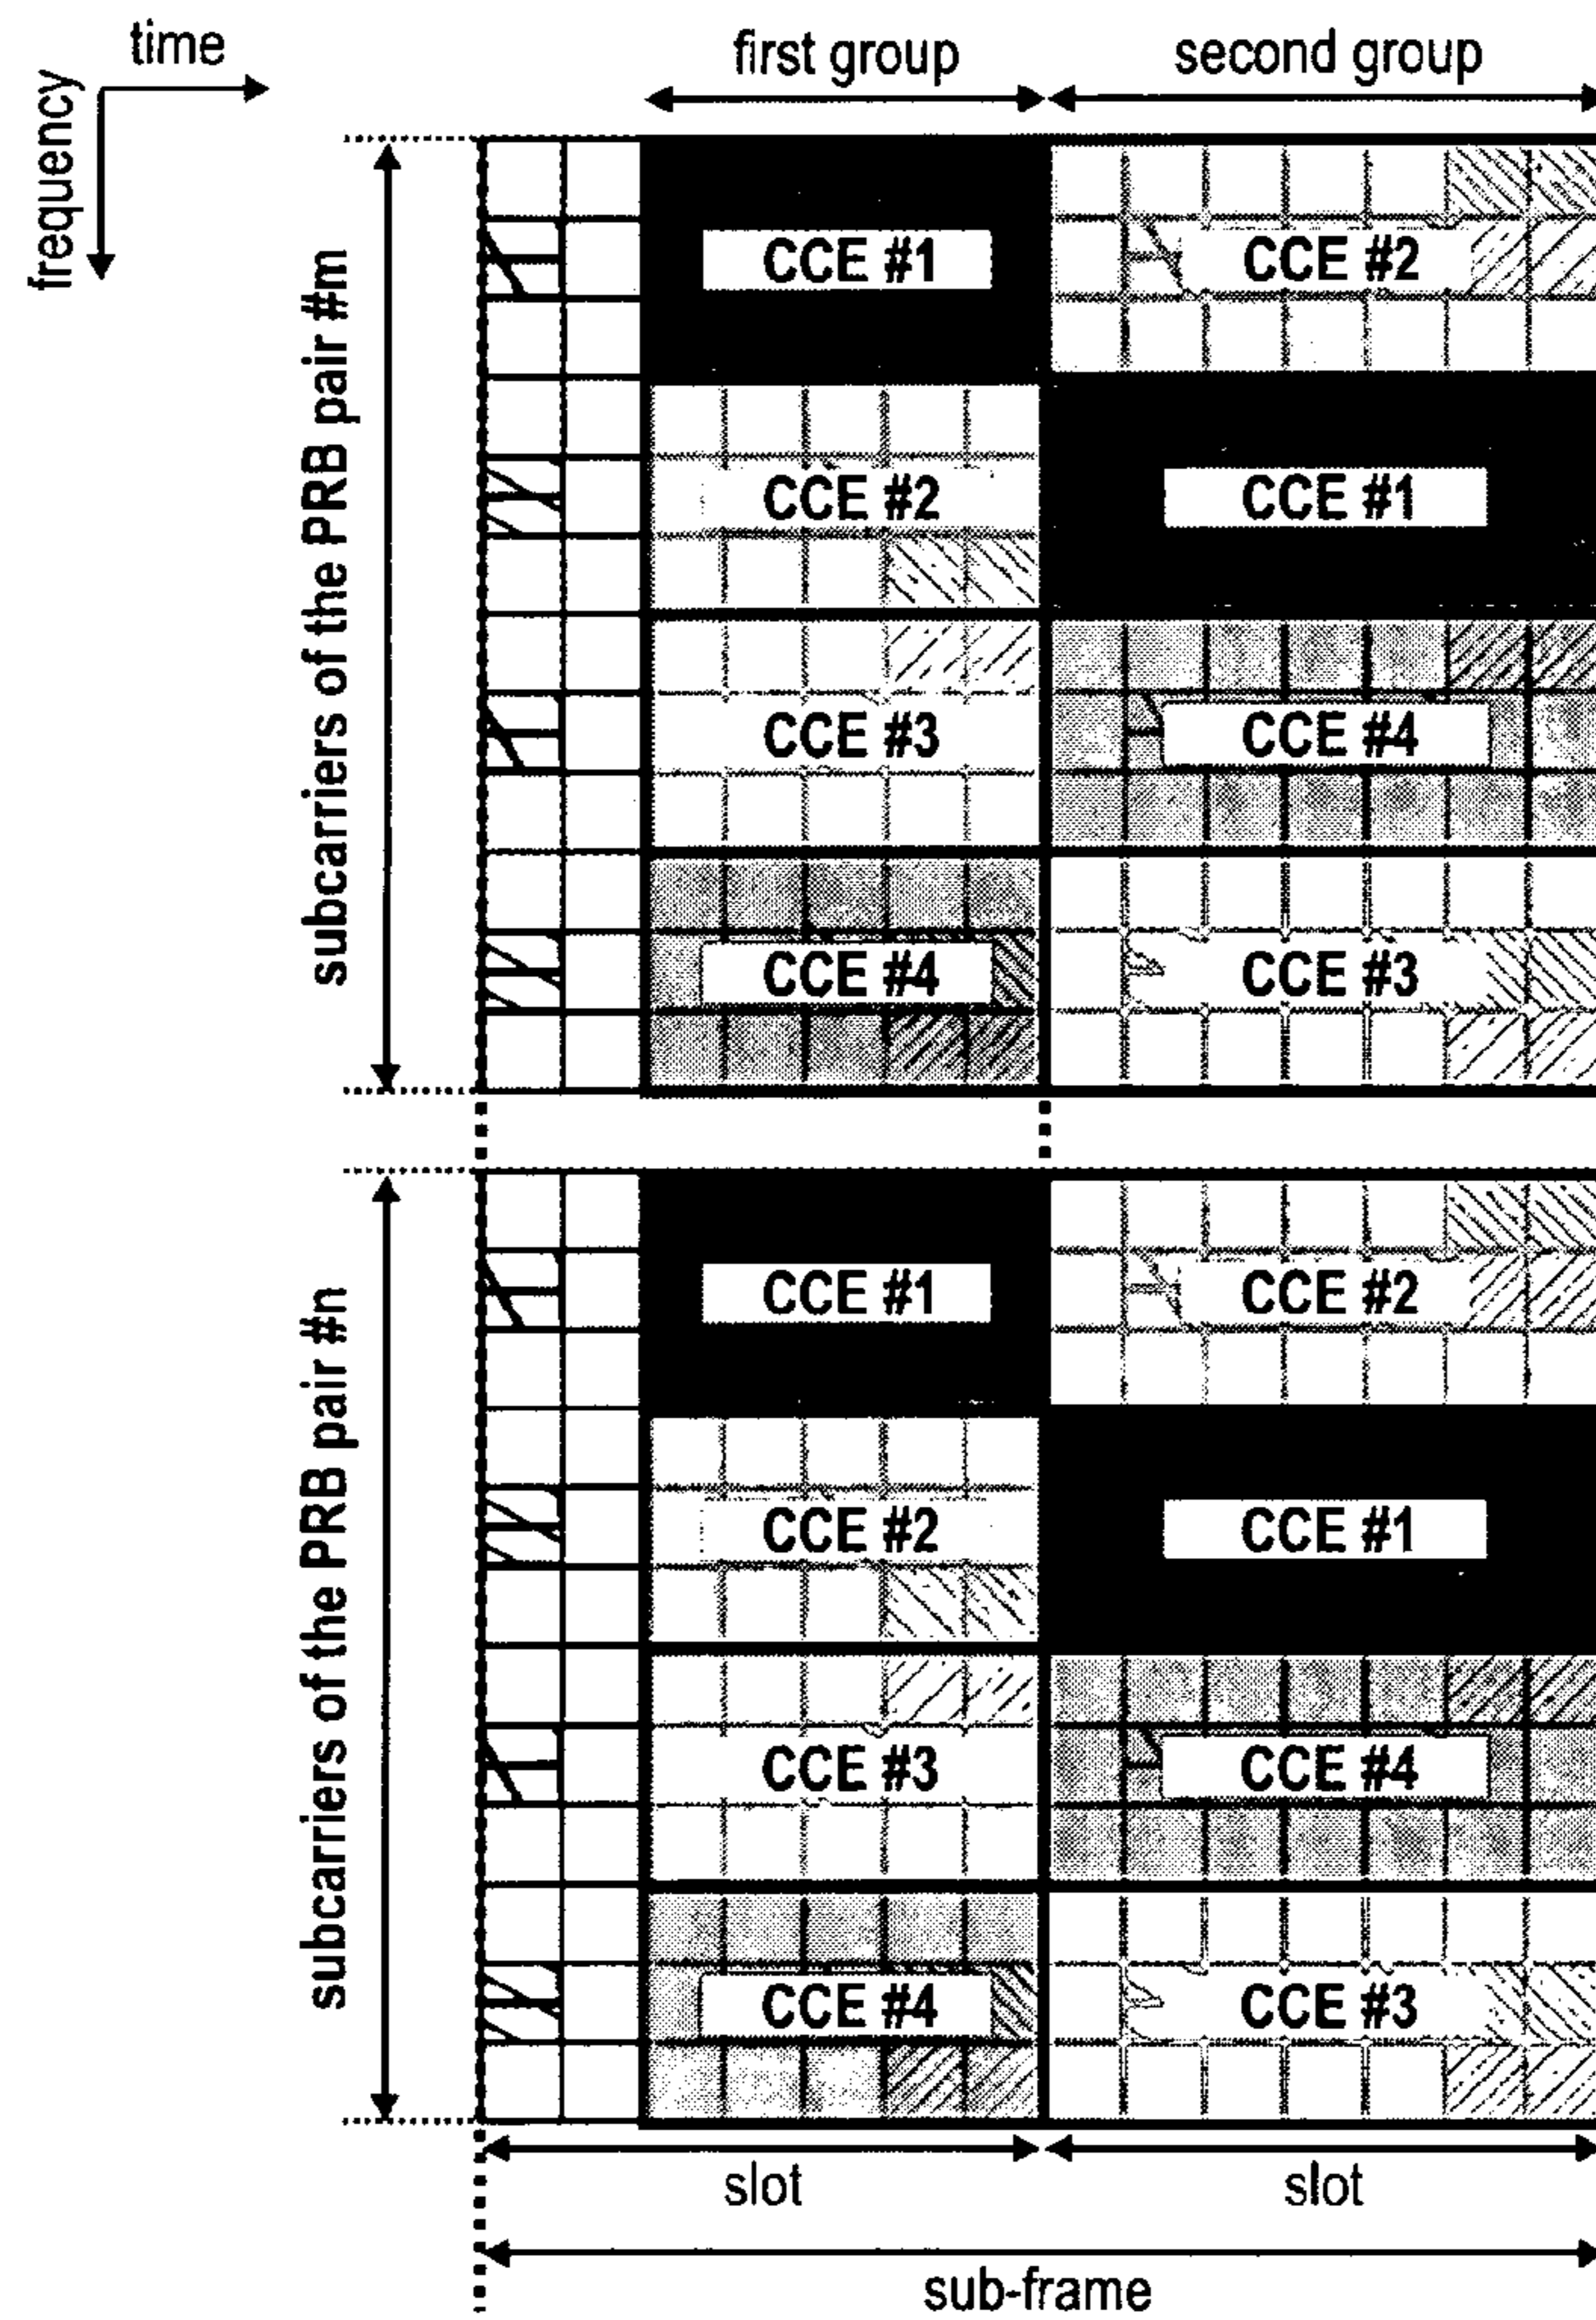 time
first group
second group
frequency
subcarriers of the PRB pair #m
CCE #1
CCE #2
CCE #2
CCE #1
CCE #3
CCE #4
CCE #4
CCE #3
subcarriers of the PRB pair #n
CCE #1
CCE #2
CCE #2
CCE #1
CCE #3
CCE #4
CCE #4
CCE #3
slot
slot
sub-frame